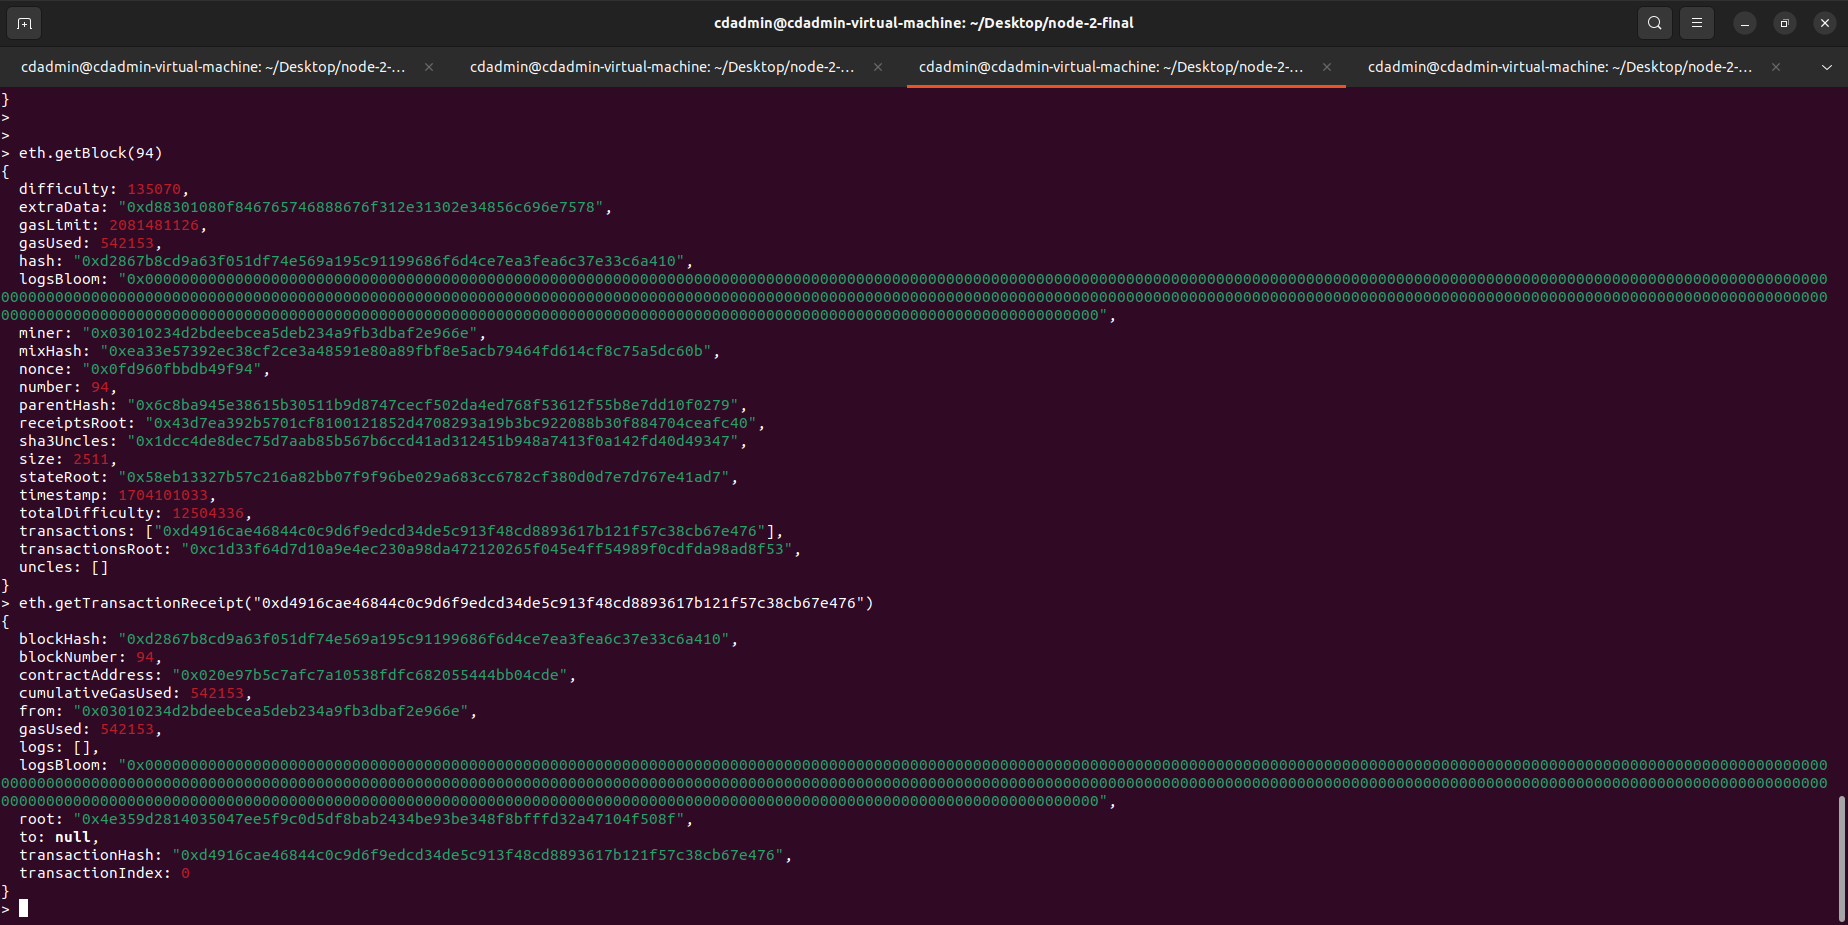 cdadmin@cdadmin-virtual-machine: ~/Desktop/node-2-final
cdadmin@cdadmin-virtual-machine: ~/Desktop/node-2-... cdadmin@cdadmin-virtual-machine: ~/Desktop/node-2-... cdadmin@cdadmin-virtual-machine: ~/Desktop/node-2-... cdadmin@cdadmin-virtual-machine: ~/Desktop/node-2-...
}
>
>
> eth.getBlock(94)
{
difficulty: 135070,
extraData: "0xd88301080f846765746888676f312e31302e34856c696e7578",
gasLimit: 2081481126,
gasUsed: 542153,
hash: "0xd2867b8cd9a63f051df74e569a195c91199686f6d4ce7ea3fea6c37e33c6a410",
logsBloom:
miner: "0x03010234d2bdeebcea5deb234a9fb3dbaf2e966e",
mixHash: "0xea33e57392ec38cf2ce3a48591e80a89fbf8e5acb79464fd614cf8c75a5dc60b",
nonce: "0x0fd960fbbdb49f94",
number: 94,
parentHash: "0x6c8ba945e38615b30511b9d8747cecf502da4ed768f53612f55b8e7dd10f0279",
receiptsRoot: "0x43d7ea392b5701cf8100121852d4708293a19b3bc922088b30f884704ceafc40",
sha3Uncles: "0x1dcc4de8dec75d7aab85b567b6ccd41ad312451b948a7413f0a142fd40d49347",
size: 2511,
stateRoot: "0x58eb13327b57c216a82bb07f9f96be029a683cc6782cf380d0d7e7d767e41ad7",
timestamp: 1704101033,
totalDifficulty: 12504336,
transactions: ["0xd4916cae46844c0c9d6f9edcd34de5c913f48cd8893617b121f57c38cb67e476"],
transactionsRoot: "0xc1d33f64d7d10a9e4ec230a98da472120265f045e4ff54989f0cdfda98ad8f53",
uncles: []
}
> eth.getTransactionReceipt("0xd4916cae46844c0c9d6f9edcd34de5c913f48cd8893617b121f57c38cb67e476")
{
blockHash: "0xd2867b8cd9a63f051df74e569a195c91199686f6d4ce7ea3fea6c37e33c6a410",
blockNumber: 94,
contractAddress: "0x020e97b5c7afc7a10538fdfc682055444bb04cde",
cumulativeGasUsed: 542153,
from: "0x03010234d2bdeebcea5deb234a9fb3dbaf2e966e",
gasUsed: 542153,
logs: [],
logsBloom:
root: "0x4e359d2814035047ee5f9c0d5df8bab2434be93be348f8bfffd32a47104f508f",
to: null,
transactionHash: "0xd4916cae46844c0c9d6f9edcd34de5c913f48cd8893617b121f57c38cb67e476",
transactionIndex: 0
}
>